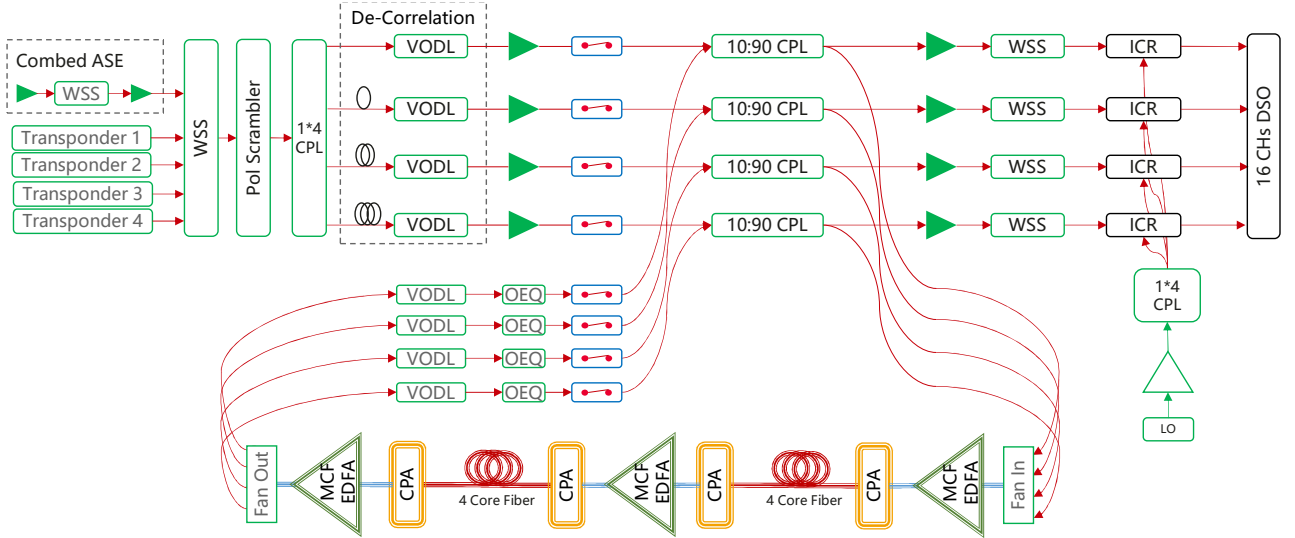 De-Correlation
Combed ASE
WSS
Transponder 1
Transponder 2
Transponder 3
Transponder 4
WSS
Pol Scrambler
1*4
CPL
VODL
10:90 CPL
WSS
ICR
VODL
10:90 CPL
WSS
ICR
VODL
10:90 CPL
WSS
ICR
VODL
10:90 CPL
WSS
ICR
16 CHs DSO
VODL
OEQ
VODL
OEQ
VODL
OEQ
VODL
OEQ
1*4
CPL
LO
Fan Out
MCF
EDFA
CPA
4 Core Fiber
CPA
MCF
EDFA
CPA
4 Core Fiber
CPA
MCF
EDFA
Fan In